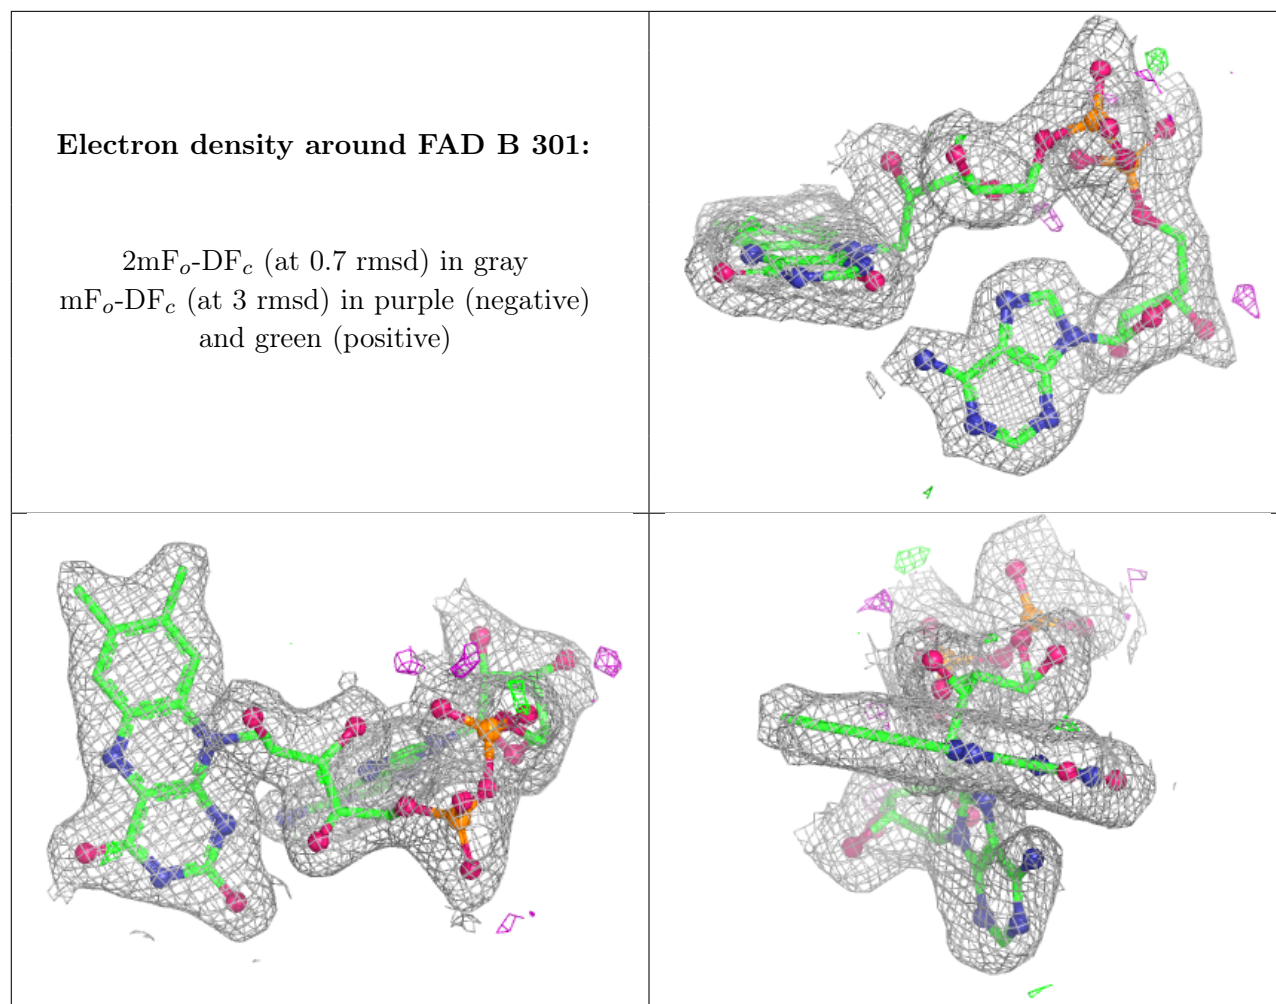 Electron density around FAD B 301:
2mFo-DFc (at 0.7 rmsd) in gray
mFo-DFc (at 3 rmsd) in purple (negative)
and green (positive)